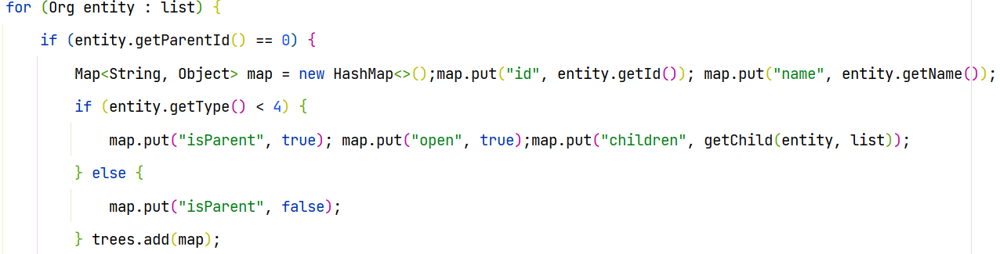 for (Org entity : list) {
if (entity.getParentId() == 0) {
Map<String, Object> map = new HashMap<>();map.put("id", entity.getId()); map.put("name", entity.getName());
if (entity.getType() < 4) {
map.put("isParent", true); map.put("open", true);map.put("children", getChild(entity, list));
} else {
map.put("isParent", false);
} trees.add(map);